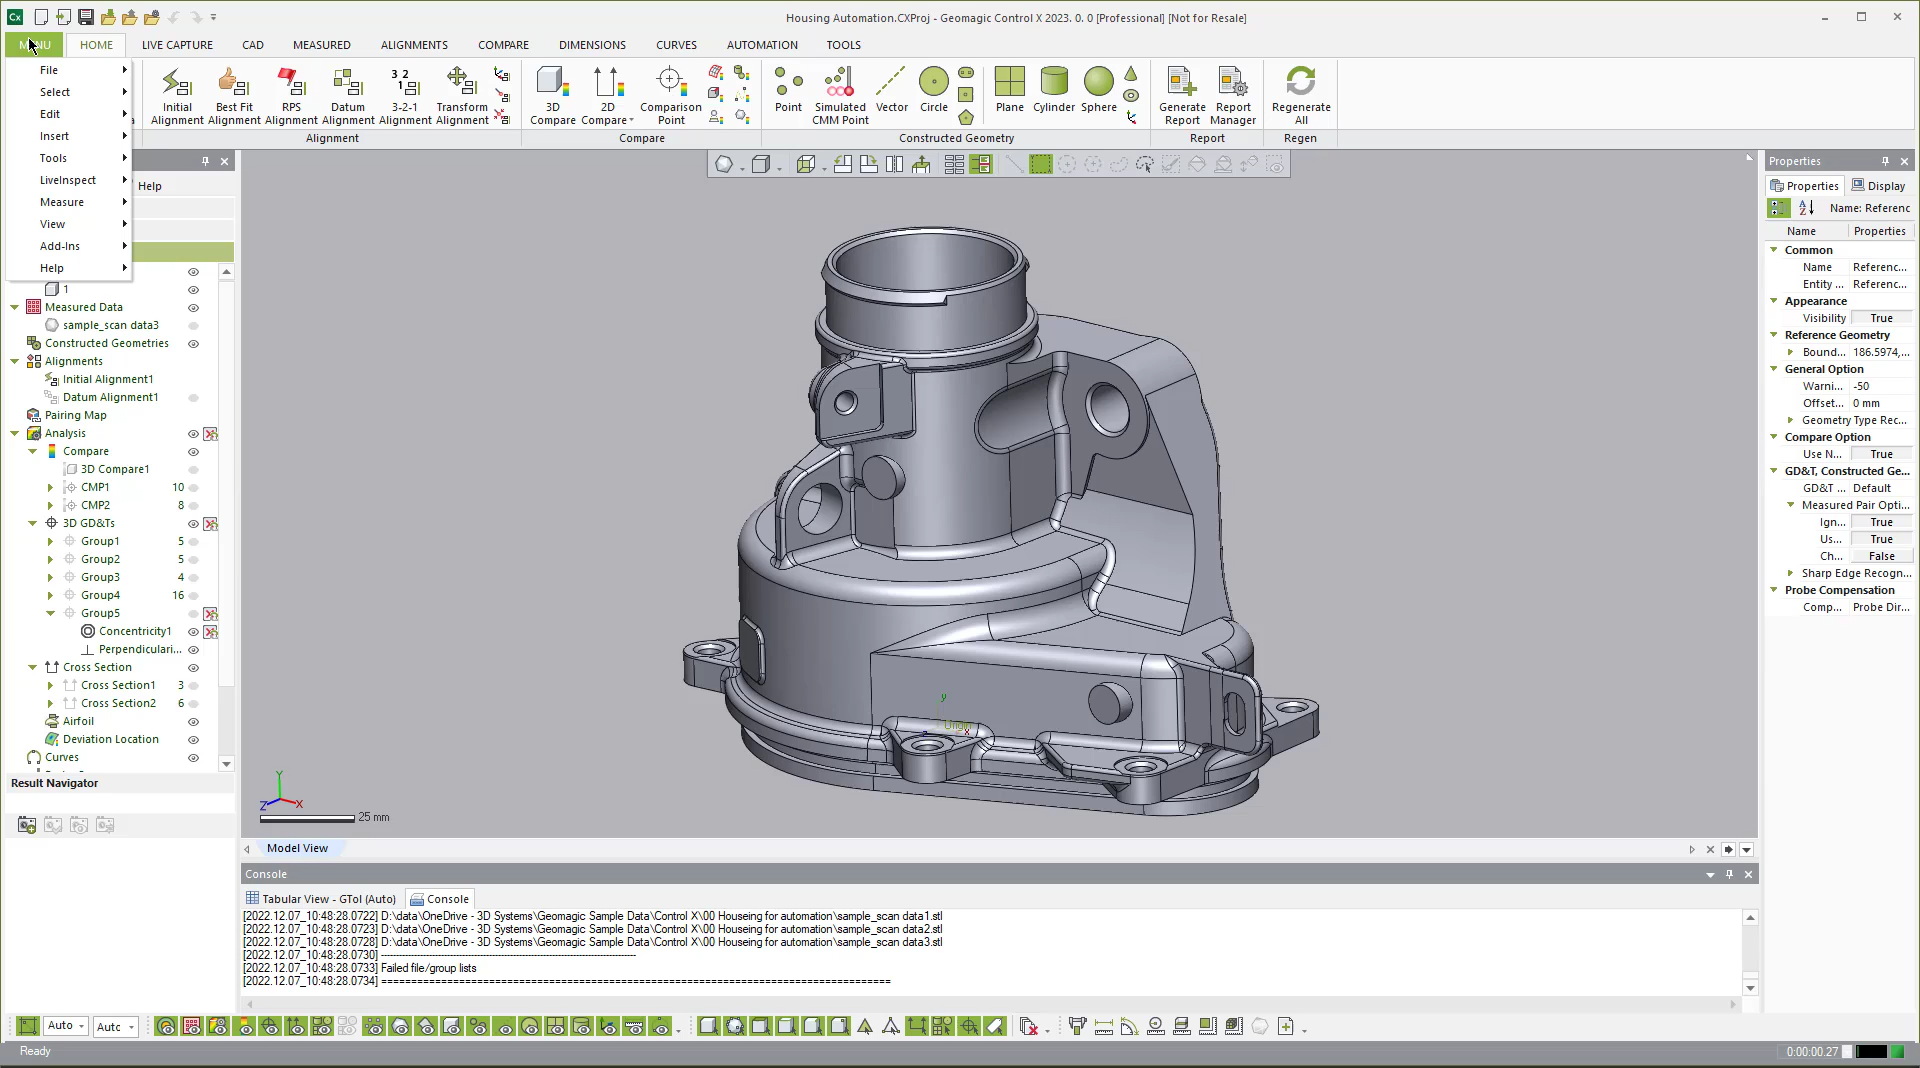 Cx
Housing Automation.CXProj - Geomagic Control X 2023. 0. 0 [Professional] [Not for Resale]
MENU HOME LIVE CAPTURE CAD MEASURED ALIGNMENTS COMPARE DIMENSIONS CURVES AUTOMATION TOOLS
File
Select
Edit
Insert
Tools
LiveInspect
Measure
View
Add-Ins
Help
Initial Alignment
Best Fit Alignment
RPS Alignment
Datum Alignment
3 2 1
3-2-1 Alignment
Transform Alignment
Alignment
3D Compare
2D Compare
Comparison Point
Compare
Point
Simulated CMM Point
Vector
Circle
Plane
Cylinder
Sphere
Constructed Geometry
Generate Report
Report Manager
Report
Regenerate All
Regen
Help
1
Measured Data
sample_scan data3
Constructed Geometries
Alignments
Initial Alignment1
Datum Alignment1
Pairing Map
Analysis
Compare
3D Compare1
CMP1 10
CMP2 8
3D GD&Ts
Group1 5
Group2 5
Group3 4
Group4 16
Group5
Concentricity1
Perpendiculari...
Cross Section
Cross Section1 3
Cross Section2 6
Airfoil
Deviation Location
Curves
Result Navigator
y
Origin
x
Y
Z X
25 mm
Model View
Console
Tabular View - GTol (Auto) Console
[2022.12.07_10:48:28.0722] D:\data\OneDrive - 3D Systems\Geomagic Sample Data\Control X\00 Houseing for automation\sample_scan data1.stl
[2022.12.07_10:48:28.0723] D:\data\OneDrive - 3D Systems\Geomagic Sample Data\Control X\00 Houseing for automation\sample_scan data2.stl
[2022.12.07_10:48:28.0728] D:\data\OneDrive - 3D Systems\Geomagic Sample Data\Control X\00 Houseing for automation\sample_scan data3.stl
[2022.12.07_10:48:28.0730] --------------------------------------------------------------------------------
[2022.12.07_10:48:28.0733] Failed file/group lists
[2022.12.07_10:48:28.0734] =====================================================================================
Properties
Properties Display
Name: Referenc
Name Properties
Common
Name Referenc...
Entity ... Referenc...
Appearance
Visibility True
Reference Geometry
Bound... 186.5974,...
General Option
Warni... -50
Offset... 0 mm
Geometry Type Rec...
Compare Option
Use N... True
GD&T, Constructed Ge...
GD&T ... Default
Measured Pair Opti...
Ign... True
Us... True
Ch... False
Sharp Edge Recogn...
Probe Compensation
Comp... Probe Dir...
Auto Auto
Ready
0:00:00.27